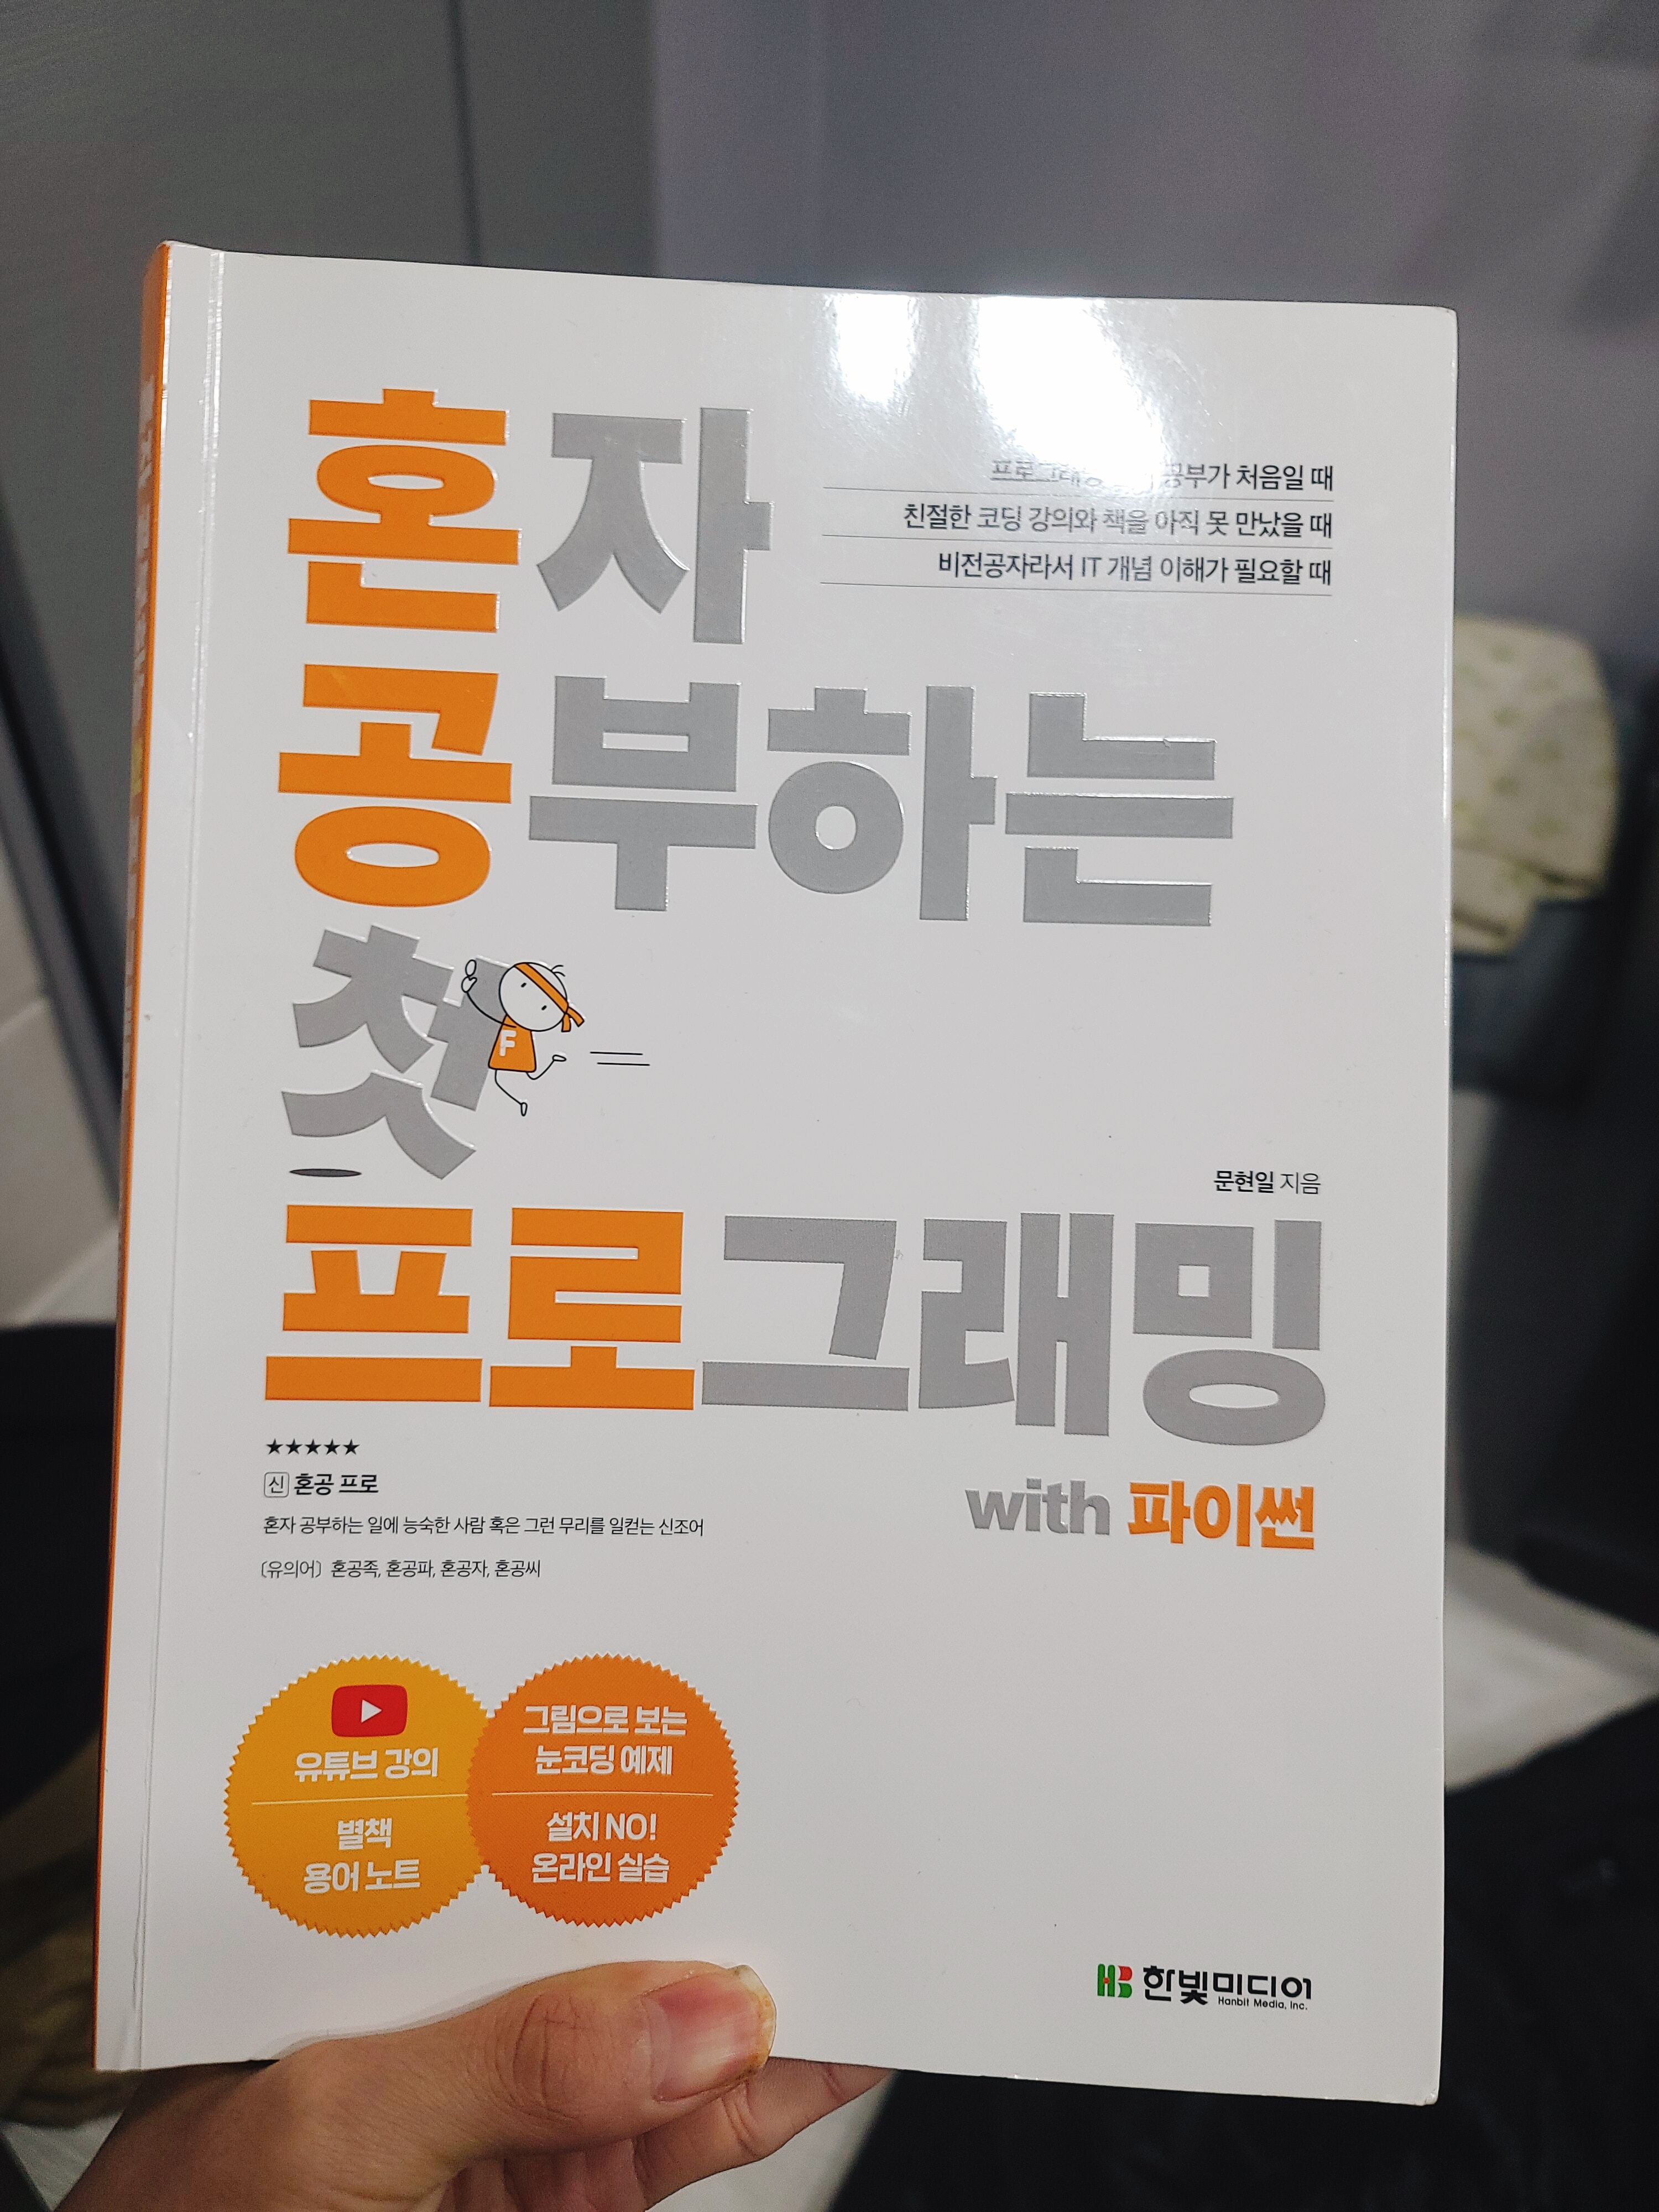 혼자
공부하는
첫
프로그래밍
with 파이썬
프로그래밍 공부가 처음일 때
친절한 코딩 강의와 책을 아직 못 만났을 때
비전공자라서 IT 개념 이해가 필요할 때
F
문현일 지음
★★★★★
신 혼공 프로
혼자 공부하는 일에 능숙한 사람 혹은 그런 무리를 일컫는 신조어
〔유의어〕 혼공족, 혼공파, 혼공자, 혼공씨
유튜브 강의
별책
용어 노트
그림으로 보는
눈코딩 예제
설치 NO!
온라인 실습
HB 한빛미디어
Hanbit Media, Inc.